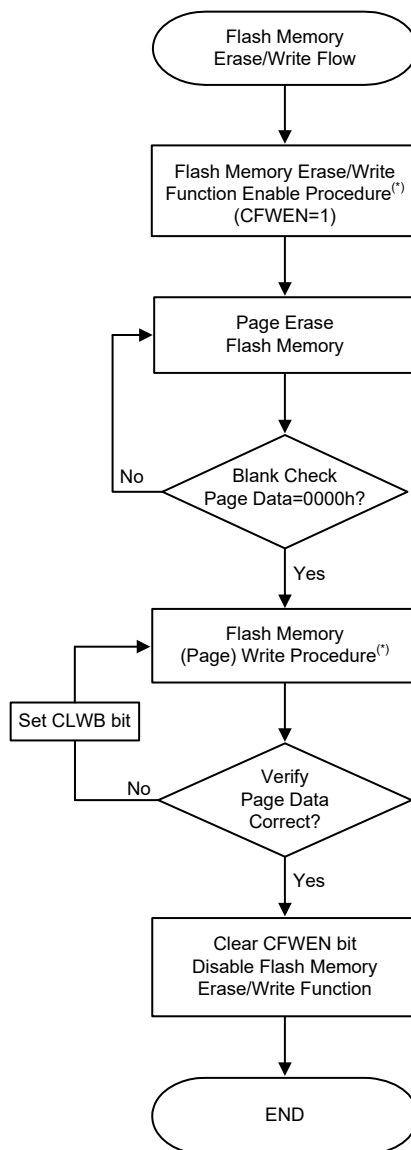 Flash Memory
Erase/Write Flow
Flash Memory Erase/Write
Function Enable Procedure(*)
(CFWEN=1)
Page Erase
Flash Memory
No
Blank Check
Page Data=0000h?
Yes
Flash Memory
(Page) Write Procedure(*)
Set CLWB bit
No
Verify
Page Data
Correct?
Yes
Clear CFWEN bit
Disable Flash Memory
Erase/Write Function
END